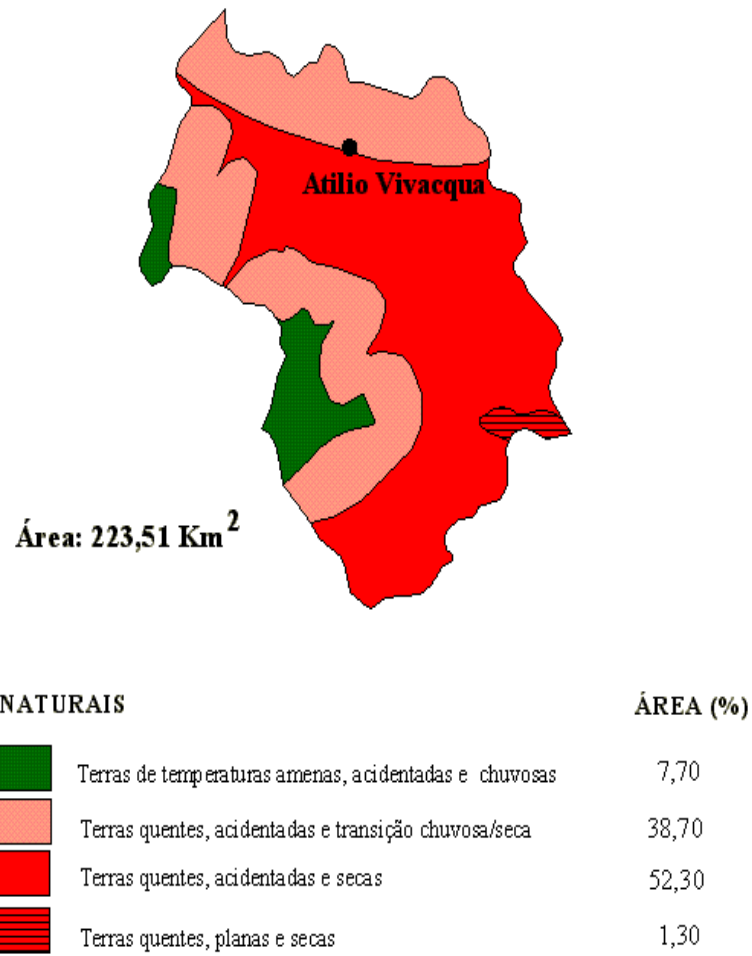 Atilio Vivacqua
Área: 223,51 Km²
NATURAIS ÁREA (%)
Terras de temperaturas amenas, acidentadas e chuvosas 7,70
Terras quentes, acidentadas e transição chuvosa/seca 38,70
Terras quentes, acidentadas e secas 52,30
Terras quentes, planas e secas 1,30